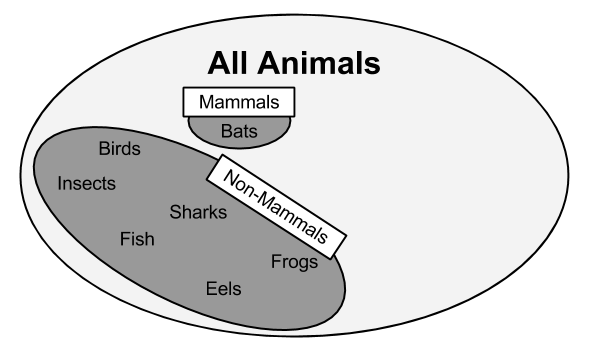 All Animals
Mammals
Bats
Birds
Insects
Non-Mammals
Sharks
Fish
Frogs
Eels